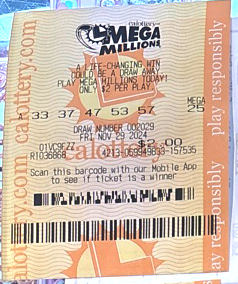 calottery
MEGA
MILLIONS
A LIFE-CHANGING WIN
COULD BE A DRAW AWAY.
PLAY MEGA MILLIONS TODAY!
ONLY $2 PER PLAY.
MEGA
33 37 47 53 57 25
DRAW NUMBER 002029
FRI NOV 29 2024
$2.00
Scan this barcode with our Mobile App
to see if ticket is a winner
calottery.com
play responsibly